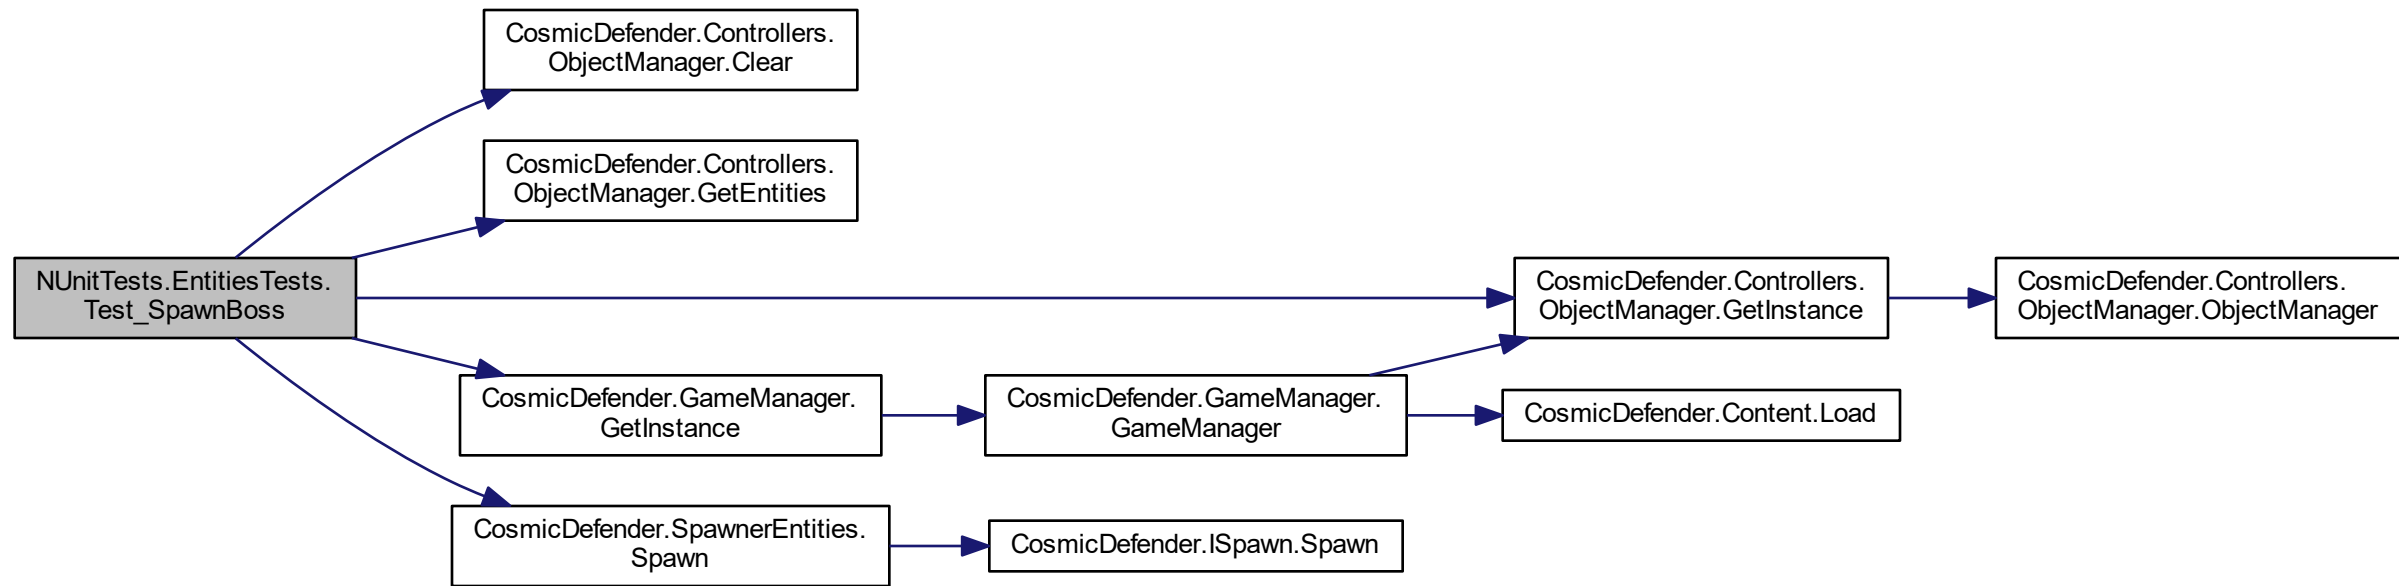 CosmicDefender.Controllers.
ObjectManager.Clear
CosmicDefender.Controllers.
ObjectManager.GetEntities
NUnitTests.EntitiesTests.
Test_SpawnBoss
CosmicDefender.Controllers.
ObjectManager.GetInstance
CosmicDefender.Controllers.
ObjectManager.ObjectManager
CosmicDefender.GameManager.
GetInstance
CosmicDefender.GameManager.
GameManager
CosmicDefender.Content.Load
CosmicDefender.SpawnerEntities.
Spawn
CosmicDefender.ISpawn.Spawn